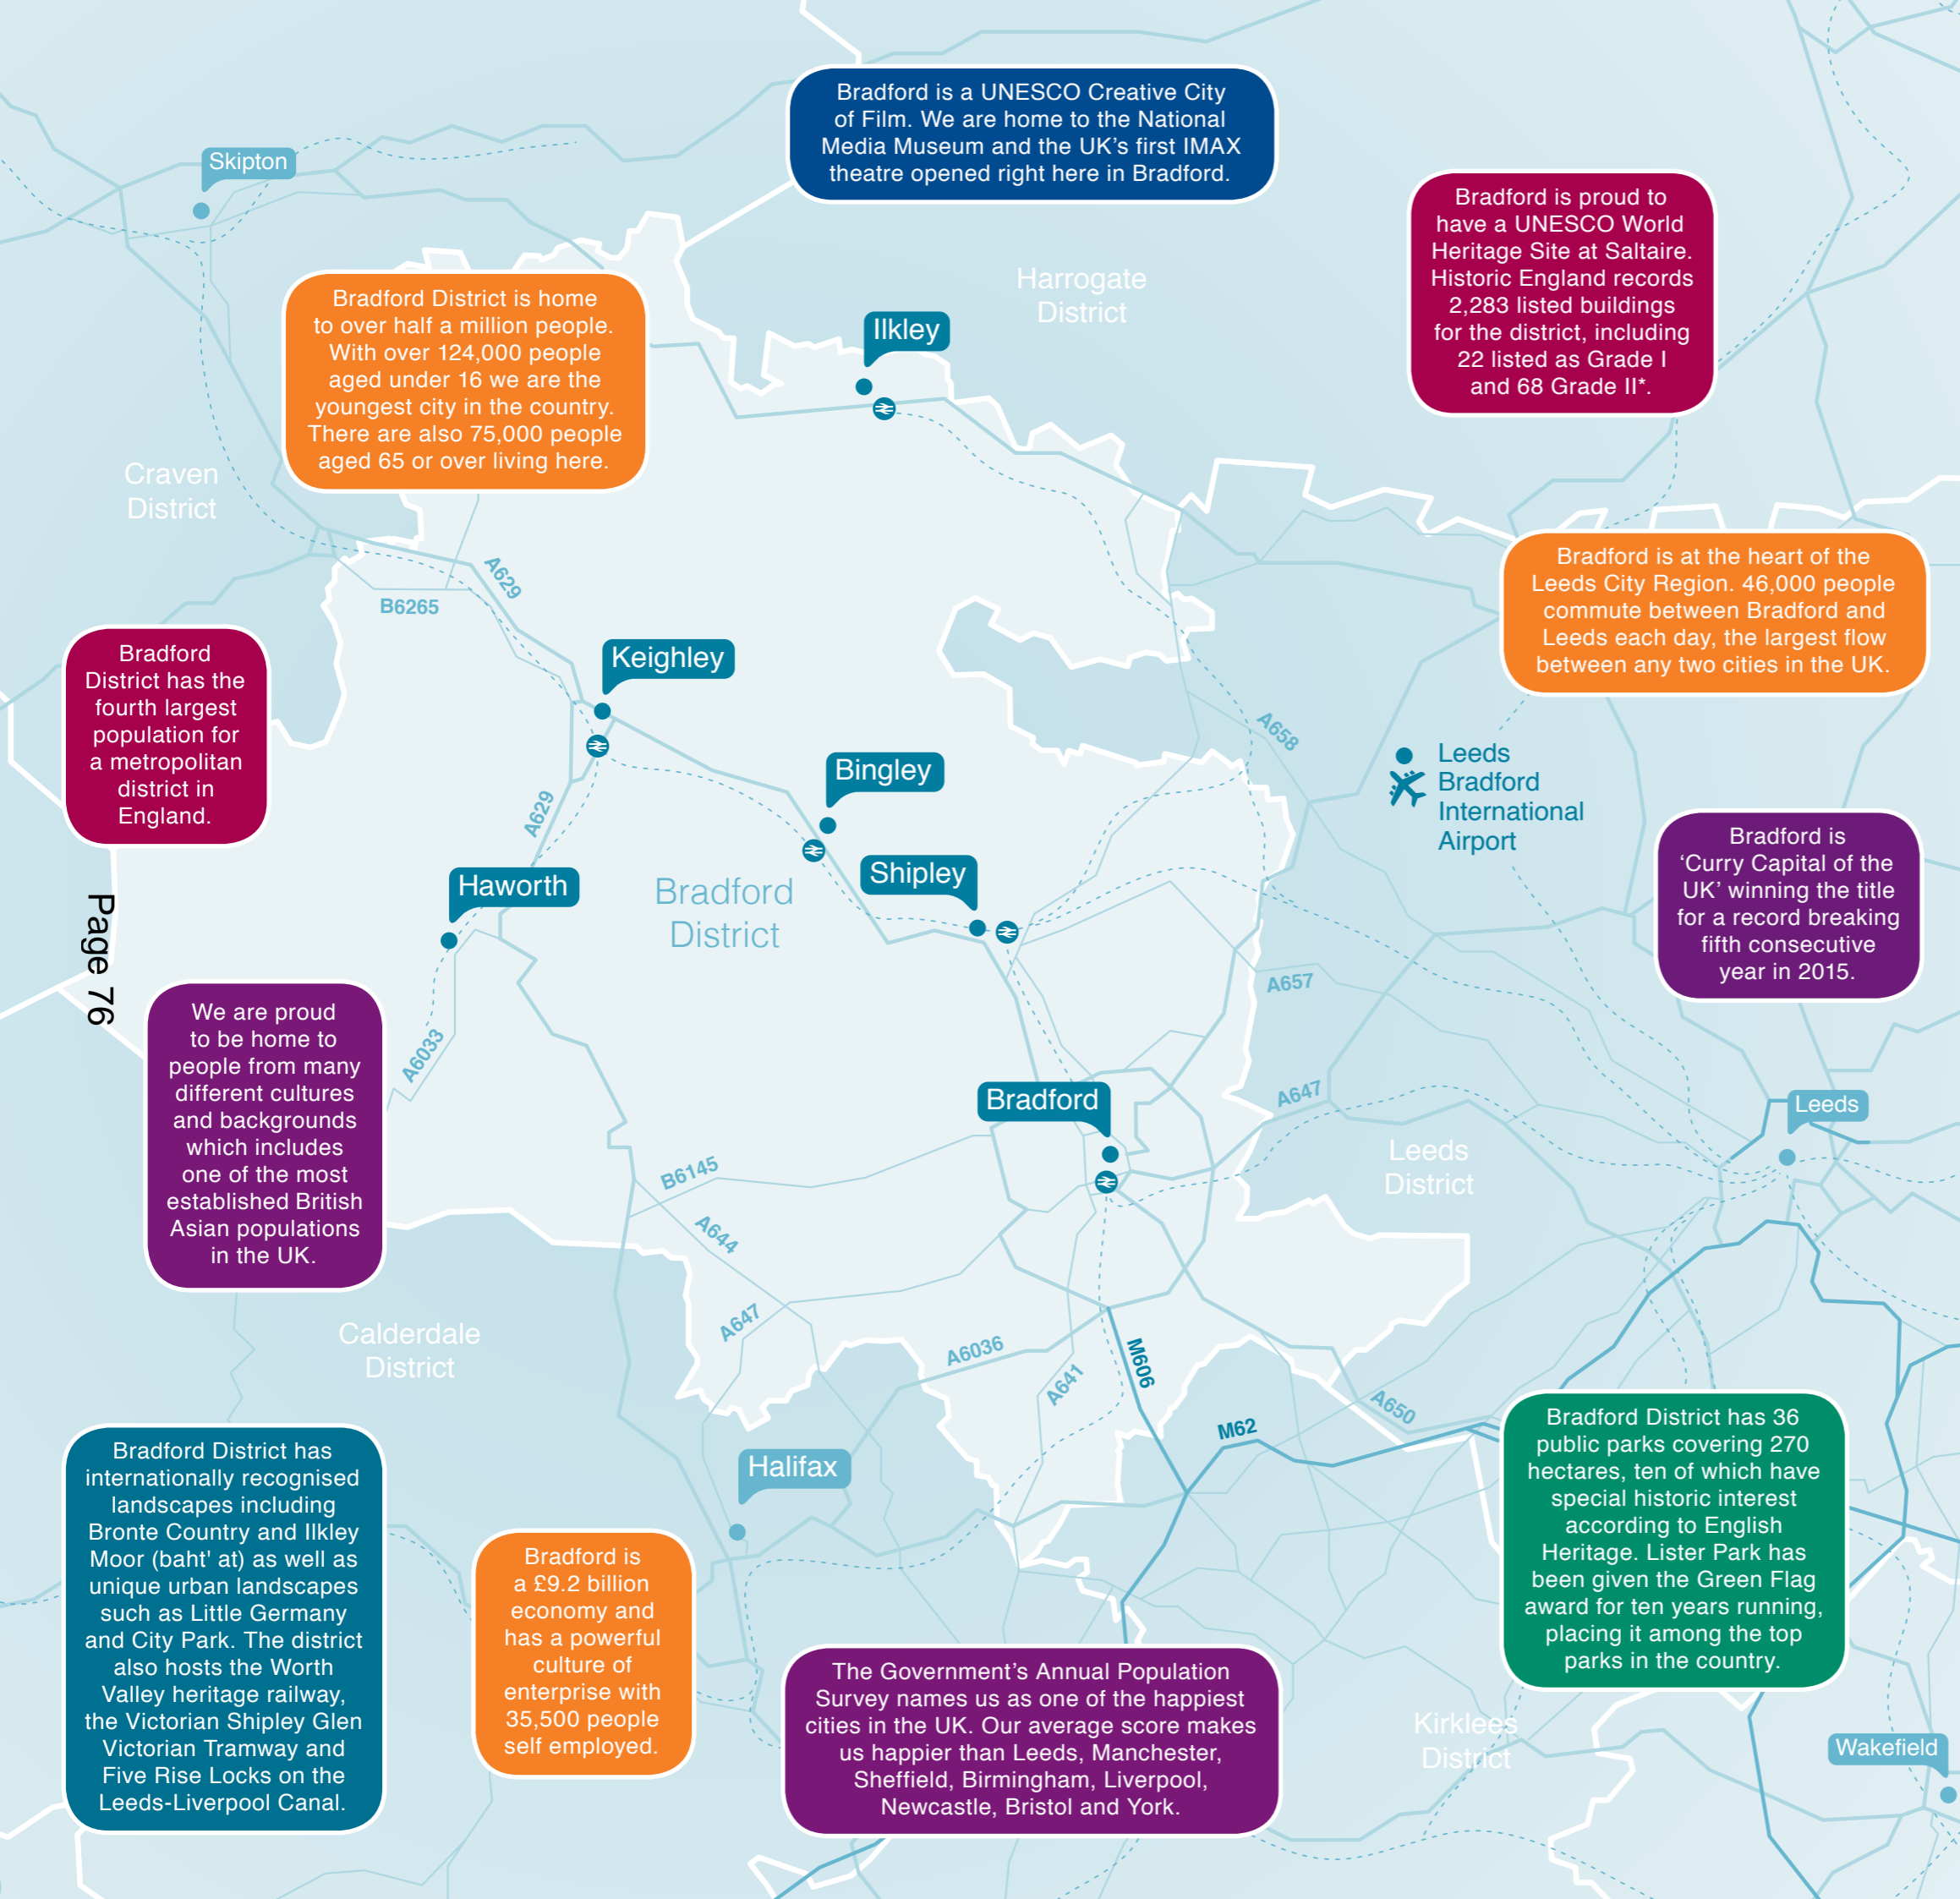 Bradford is a UNESCO Creative City
of Film. We are home to the National
Media Museum and the UK’s first IMAX
theatre opened right here in Bradford.
Skipton
Bradford is proud to
have a UNESCO World
Heritage Site at Saltaire.
Historic England records
2,283 listed buildings
for the district, including
22 listed as Grade I
and 68 Grade II*.
Harrogate
District
Bradford District is home
to over half a million people.
With over 124,000 people
aged under 16 we are the
youngest city in the country.
There are also 75,000 people
aged 65 or over living here.
Ilkley
Craven
District
Bradford is at the heart of the
Leeds City Region. 46,000 people
commute between Bradford and
Leeds each day, the largest flow
between any two cities in the UK.
A629
B6265
Bradford
District has the
fourth largest
population for
a metropolitan
district in
England.
Keighley
A658
Leeds
Bradford
International
Airport
Bingley
A629
Shipley
Bradford is
‘Curry Capital of the
UK’ winning the title
for a record breaking
fifth consecutive
year in 2015.
Haworth
Bradford
District
Page 76
A657
We are proud
to be home to
people from many
different cultures
and backgrounds
which includes
one of the most
established British
Asian populations
in the UK.
A6033
Bradford
A647
Leeds
Leeds
District
B6145
A644
A647
Calderdale
District
A6036
A641
M606
A650
M62
Bradford District has 36
public parks covering 270
hectares, ten of which have
special historic interest
according to English
Heritage. Lister Park has
been given the Green Flag
award for ten years running,
placing it among the top
parks in the country.
Halifax
Bradford District has
internationally recognised
landscapes including
Bronte Country and Ilkley
Moor (baht' at) as well as
unique urban landscapes
such as Little Germany
and City Park. The district
also hosts the Worth
Valley heritage railway,
the Victorian Shipley Glen
Victorian Tramway and
Five Rise Locks on the
Leeds-Liverpool Canal.
Bradford is
a £9.2 billion
economy and
has a powerful
culture of
enterprise with
35,500 people
self employed.
The Government’s Annual Population
Survey names us as one of the happiest
cities in the UK. Our average score makes
us happier than Leeds, Manchester,
Sheffield, Birmingham, Liverpool,
Newcastle, Bristol and York.
Kirklees
District
Wakefield